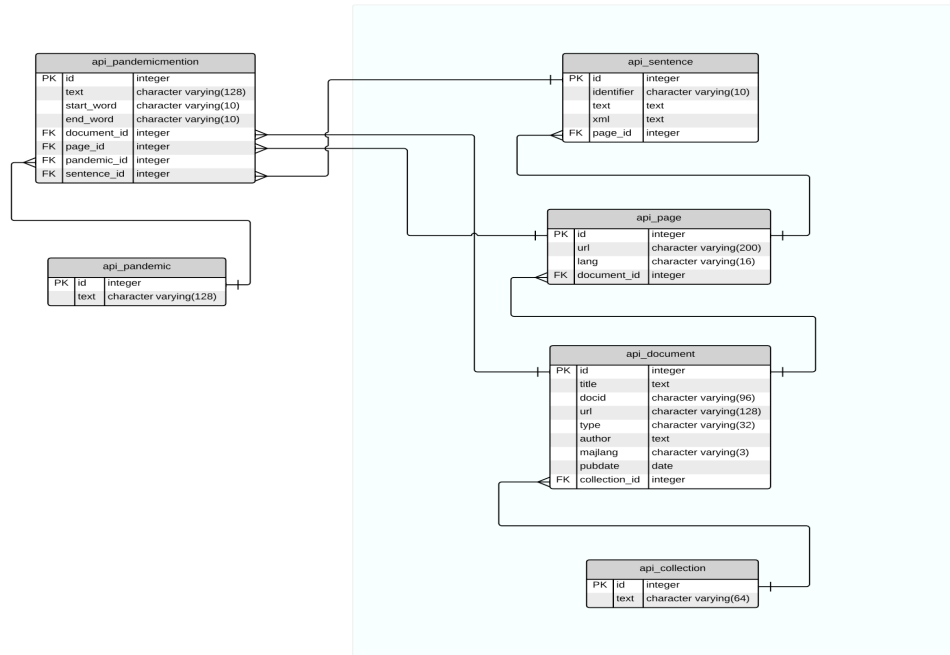 api_pandemicmention
PK id integer
text character varying(128)
start_word character varying(10)
end_word character varying(10)
FK document_id integer
FK page_id integer
FK pandemic_id integer
FK sentence_id integer
api_pandemic
PK id integer
text character varying(128)
api_sentence
PK id integer
identifier character varying(10)
text text
xml text
FK page_id integer
api_page
PK id integer
url character varying(200)
lang character varying(16)
FK document_id integer
api_document
PK id integer
title text
docid character varying(96)
url character varying(128)
type character varying(32)
author text
majlang character varying(3)
pubdate date
FK collection_id integer
api_collection
PK id integer
text character varying(64)